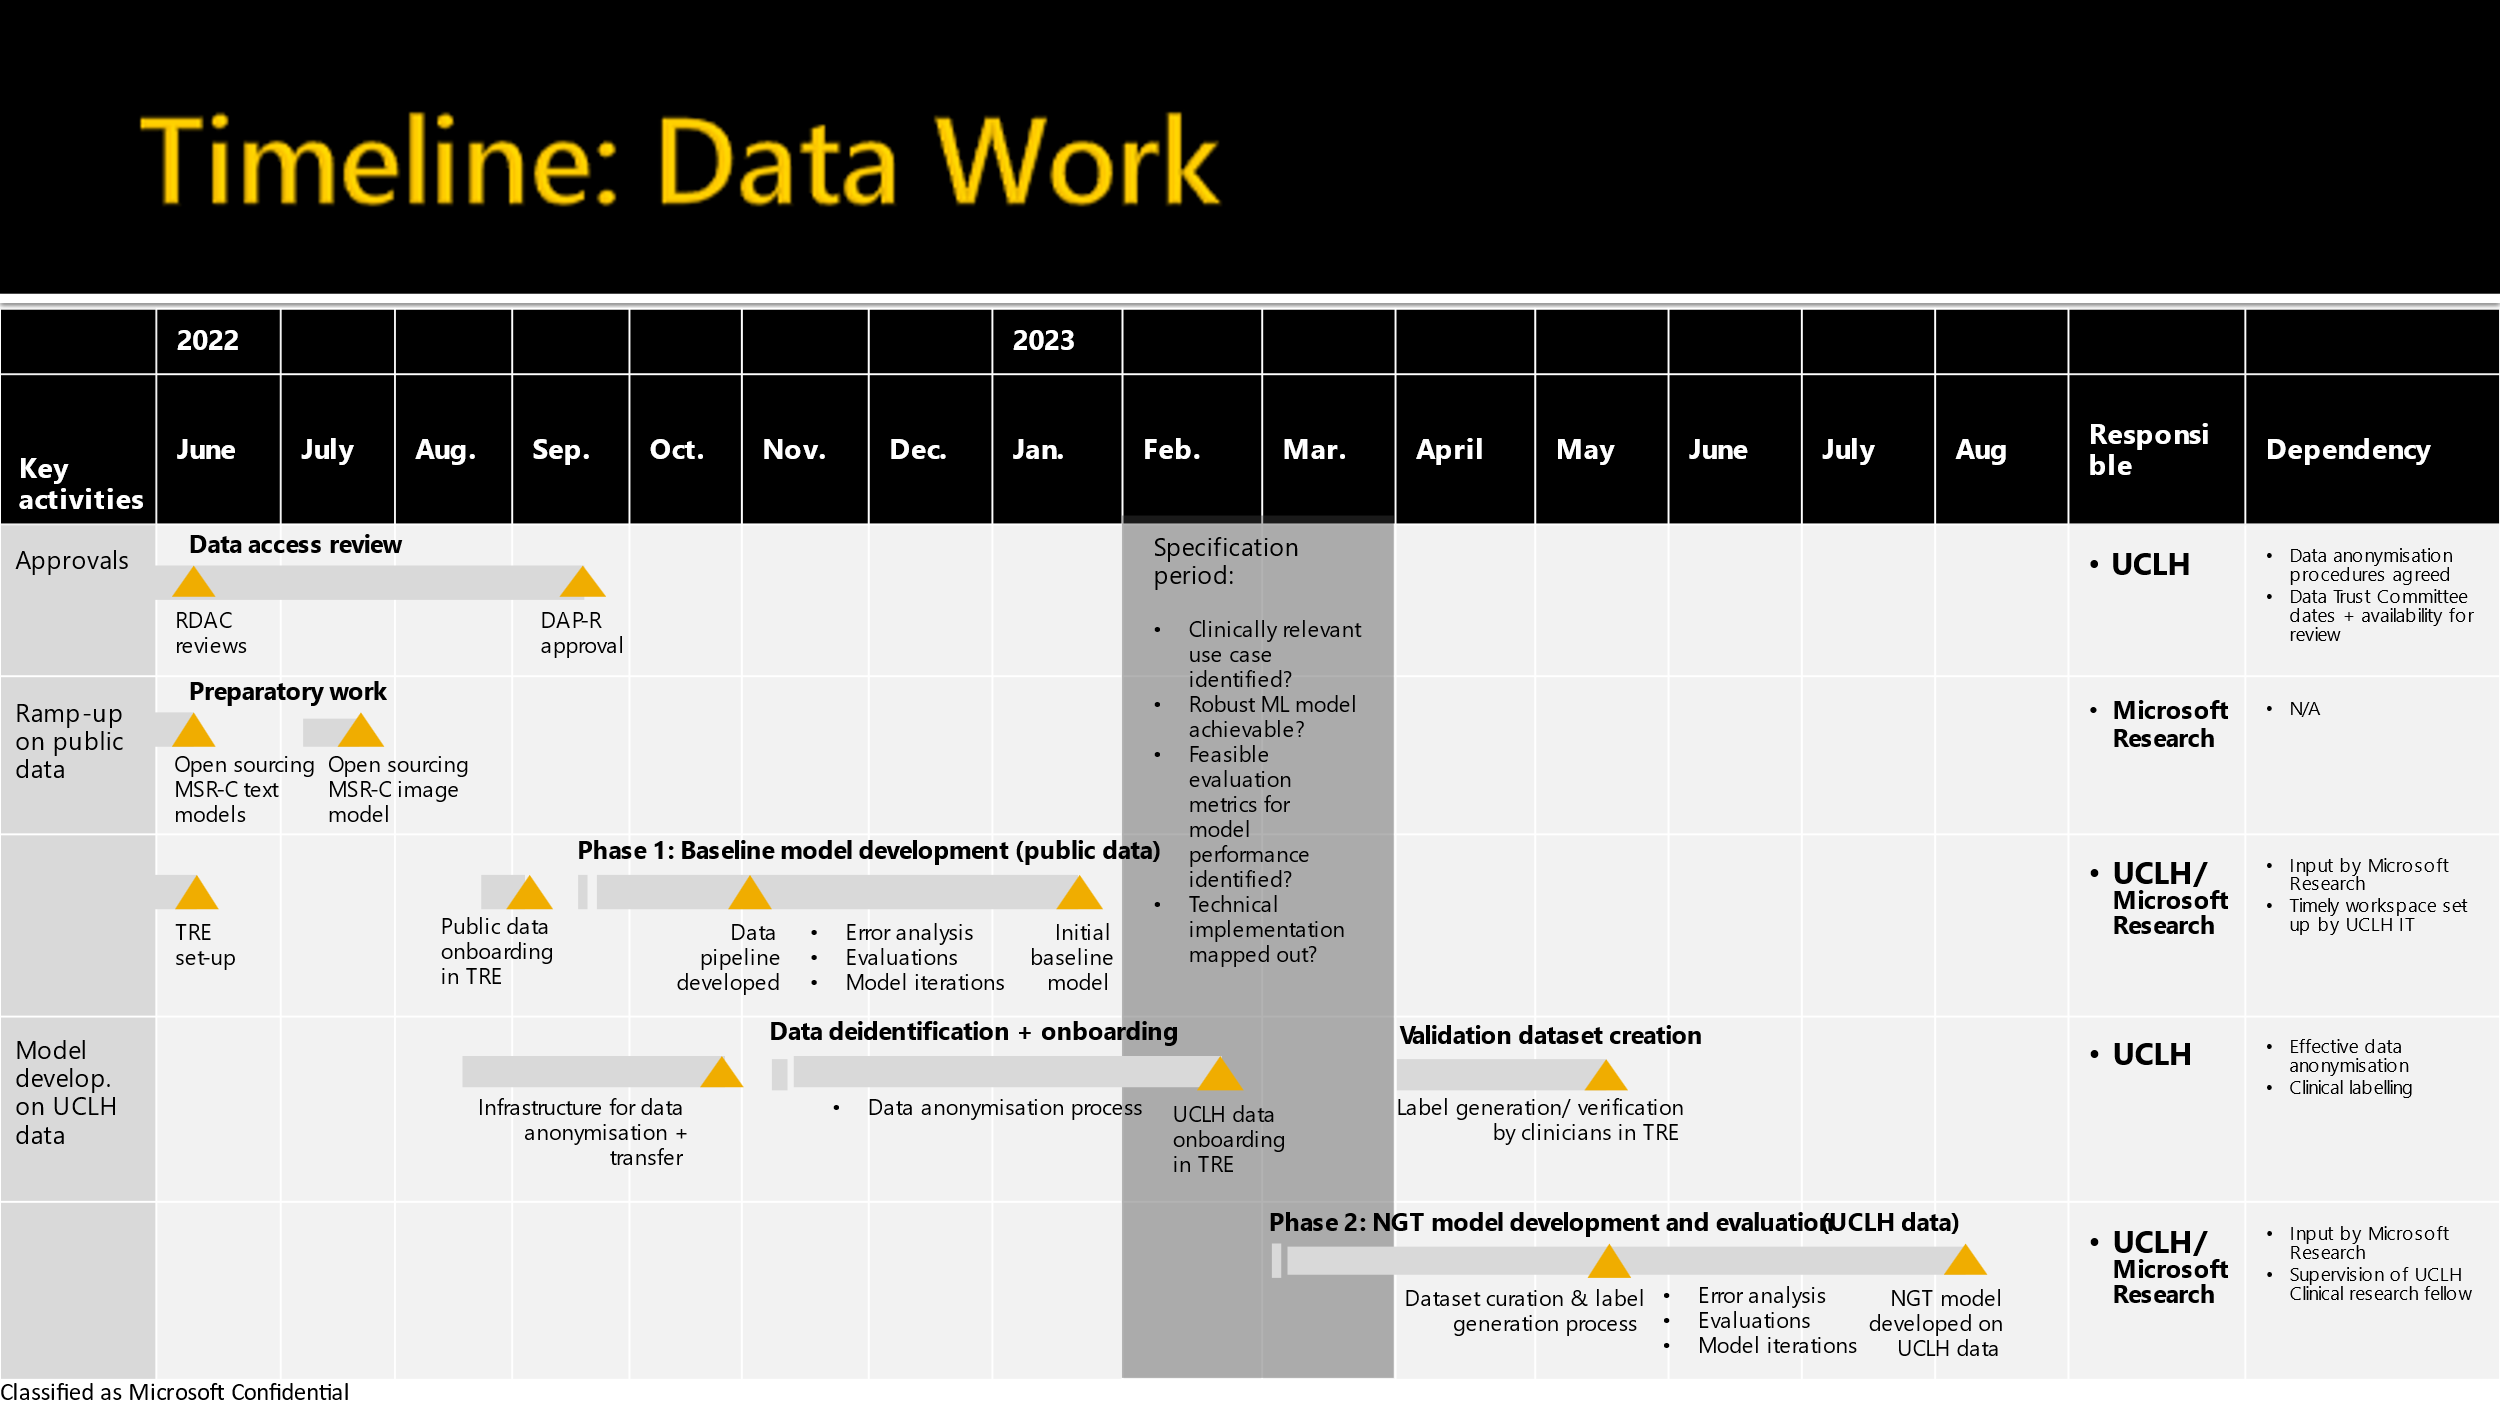 Timeline: Data Work
2022
2023
Key
activities
June
July
Aug.
Sep.
Oct.
Nov.
Dec.
Jan.
Feb.
Mar.
April
May
June
July
Aug
Responsi
ble
Dependency
Approvals
Data access review
RDAC
reviews
DAP-R
approval
Specification
period:
• Clinically relevant
use case
identified?
• Robust ML model
achievable?
• Feasible
evaluation
metrics for
model
performance
identified?
• Technical
implementation
mapped out?
• UCLH
• Data anonymisation
procedures agreed
• Data Trust Committee
dates + availability for
review
Ramp-up
on public
data
Preparatory work
Open sourcing
MSR-C text
models
Open sourcing
MSR-C image
model
• Microsoft
Research
• N/A
Phase 1: Baseline model development (public data)
TRE
set-up
Public data
onboarding
in TRE
Data
pipeline
developed
• Error analysis
• Evaluations
• Model iterations
Initial
baseline
model
• UCLH/
Microsoft
Research
• Input by Microsoft
Research
• Timely workspace set
up by UCLH IT
Model
develop.
on UCLH
data
Data deidentification + onboarding
Infrastructure for data
anonymisation +
transfer
• Data anonymisation process
UCLH data
onboarding
in TRE
Validation dataset creation
Label generation/ verification
by clinicians in TRE
• UCLH
• Effective data
anonymisation
• Clinical labelling
Phase 2: NGT model development and evaluation (UCLH data)
Dataset curation & label
generation process
• Error analysis
• Evaluations
• Model iterations
NGT model
developed on
UCLH data
• UCLH/
Microsoft
Research
• Input by Microsoft
Research
• Supervision of UCLH
Clinical research fellow
Classified as Microsoft Confidential